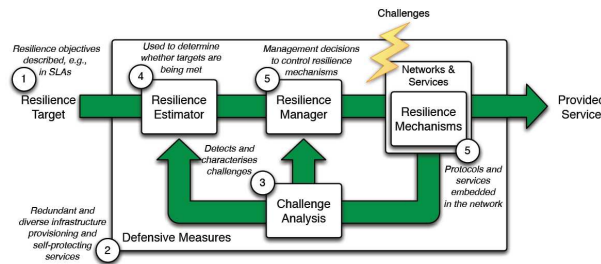 Challenges
Resilience objectives
described, e.g.,
in SLAs
1
Resilience
Target
Used to determine
whether targets are
being met
4
Resilience
Estimator
Management decisions
to control resilience
mechanisms
5
Resilience
Manager
Networks &
Services
Resilience
Mechanisms
5
Provided
Service
Protocols and
services
embedded
in the network
Detects and
characterises
challenges
3
Challenge
Analysis
Redundant and
diverse infrastructure
provisioning and
self-protecting
services
2
Defensive Measures